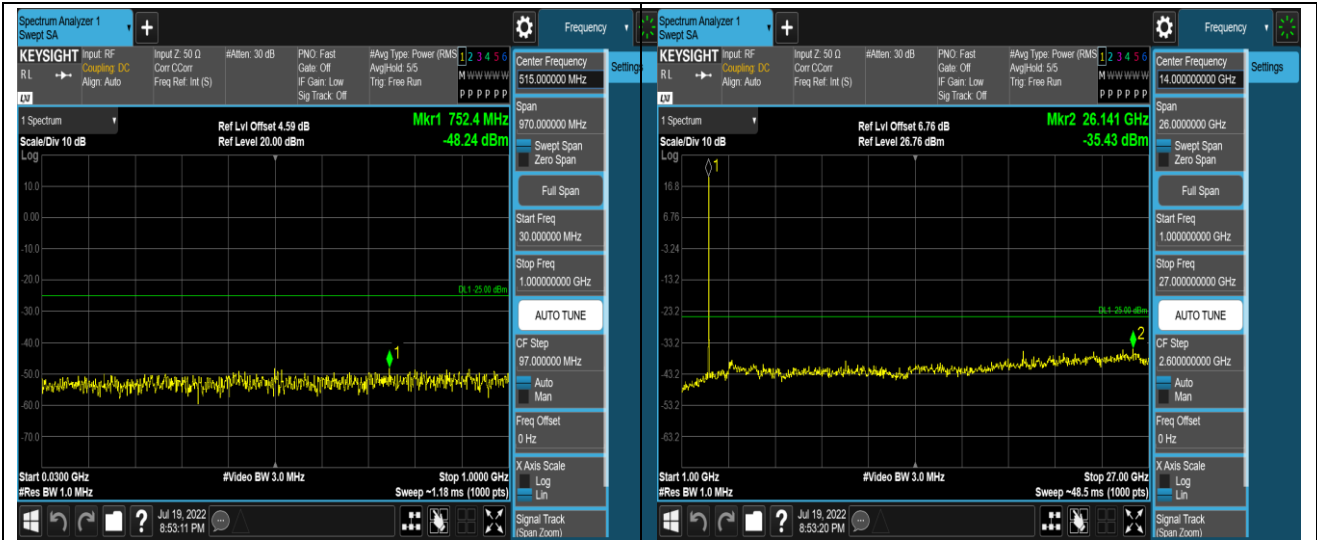 Spectrum Analyzer 1
Swept SA
Frequency
KEYSIGHT
Input: RF
Coupling: DC
Align: Auto
Input Z: 50 Ω
Corr CCorr
Freq Ref: Int (S)
#Atten: 30 dB
PNO: Fast
Gate: Off
IF Gain: Low
Sig Track: Off
#Avg Type: Power (RMS
Avg|Hold: 5/5
Trig: Free Run
1 2 3 4 5 6
M W W W W W
P P P P P P
RL
LXI
Center Frequency
515.000000 MHz
Settings
Span
970.000000 MHz
Swept Span
Zero Span
Full Span
Start Freq
30.000000 MHz
Stop Freq
1.000000000 GHz
AUTO TUNE
CF Step
97.000000 MHz
Auto
Man
Freq Offset
0 Hz
X Axis Scale
Log
Lin
Signal Track
(Span Zoom)
1 Spectrum
Scale/Div 10 dB
Log
Ref Lvl Offset 4.59 dB
Ref Level 20.00 dBm
Mkr1 752.4 MHz
-48.24 dBm
10.0
0.00
-10.0
-20.0
DL1 -25.00 dBm
-30.0
-40.0
1
-50.0
-60.0
-70.0
Start 0.0300 GHz
#Res BW 1.0 MHz
#Video BW 3.0 MHz
Stop 1.0000 GHz
Sweep ~1.18 ms (1000 pts)
Jul 19, 2022
8:53:11 PM
Spectrum Analyzer 1
Swept SA
Frequency
KEYSIGHT
Input: RF
Coupling: DC
Align: Auto
Input Z: 50 Ω
Corr CCorr
Freq Ref: Int (S)
#Atten: 30 dB
PNO: Fast
Gate: Off
IF Gain: Low
Sig Track: Off
#Avg Type: Power (RMS
Avg|Hold: 5/5
Trig: Free Run
1 2 3 4 5 6
M W W W W W
P P P P P P
RL
LXI
Center Frequency
14.000000000 GHz
Settings
Span
26.0000000 GHz
Swept Span
Zero Span
Full Span
Start Freq
1.000000000 GHz
Stop Freq
27.000000000 GHz
AUTO TUNE
CF Step
2.600000000 GHz
Auto
Man
Freq Offset
0 Hz
X Axis Scale
Log
Lin
Signal Track
(Span Zoom)
1 Spectrum
Scale/Div 10 dB
Log
Ref Lvl Offset 6.76 dB
Ref Level 26.76 dBm
Mkr2 26.141 GHz
-35.43 dBm
1
16.8
6.76
-3.24
-13.2
-23.2
DL1 -25.00 dBm
2
-33.2
-43.2
-53.2
-63.2
Start 1.00 GHz
#Res BW 1.0 MHz
#Video BW 3.0 MHz
Stop 27.00 GHz
Sweep ~48.5 ms (1000 pts)
Jul 19, 2022
8:53:20 PM